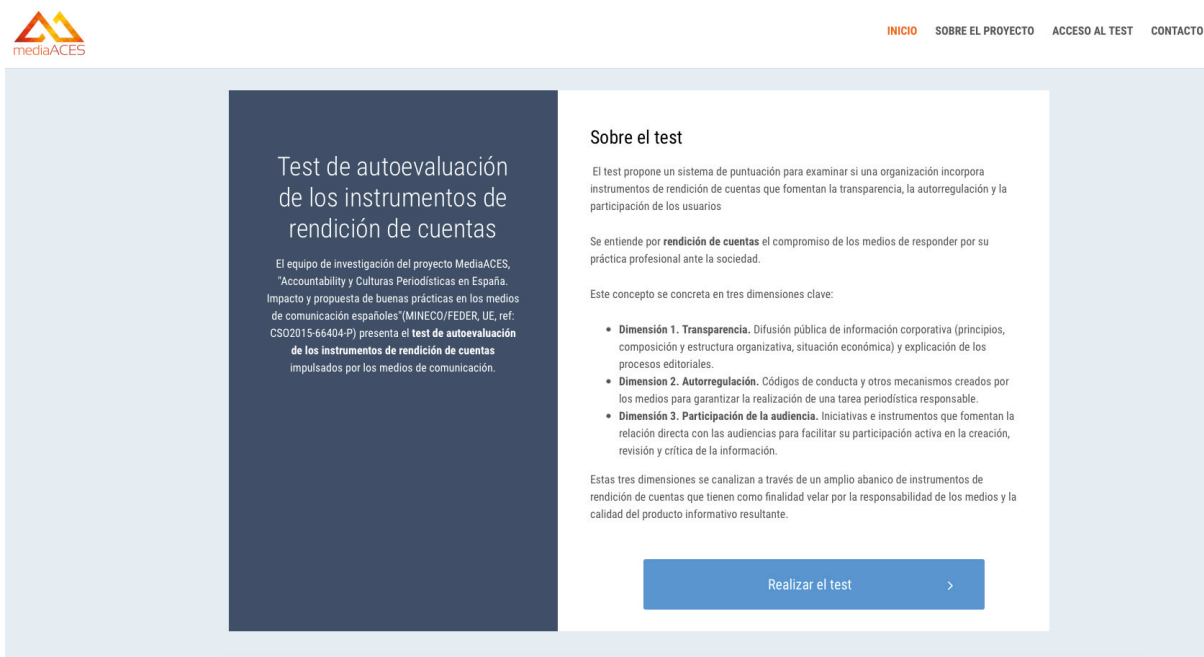 mediaACES
INICIO SOBRE EL PROYECTO ACCESO AL TEST CONTACTO
Test de autoevaluación
de los instrumentos de
rendición de cuentas
El equipo de investigación del proyecto MediaACES,
"Accountability y Culturas Periodísticas en España.
Impacto y propuesta de buenas prácticas en los medios
de comunicación españoles"(MINECO/FEDER, UE, ref:
CSO2015-66404-P) presenta el test de autoevaluación
de los instrumentos de rendición de cuentas
impulsados por los medios de comunicación.
Sobre el test
El test propone un sistema de puntuación para examinar si una organización incorpora
instrumentos de rendición de cuentas que fomentan la transparencia, la autorregulación y la
participación de los usuarios
Se entiende por rendición de cuentas el compromiso de los medios de responder por su
práctica profesional ante la sociedad.
Este concepto se concreta en tres dimensiones clave:
• Dimensión 1. Transparencia. Difusión pública de información corporativa (principios,
composición y estructura organizativa, situación económica) y explicación de los
procesos editoriales.
• Dimension 2. Autorregulación. Códigos de conducta y otros mecanismos creados por
los medios para garantizar la realización de una tarea periodística responsable.
• Dimensión 3. Participación de la audiencia. Iniciativas e instrumentos que fomentan la
relación directa con las audiencias para facilitar su participación activa en la creación,
revisión y crítica de la información.
Estas tres dimensiones se canalizan a través de un amplio abanico de instrumentos de
rendición de cuentas que tienen como finalidad velar por la responsabilidad de los medios y la
calidad del producto informativo resultante.
Realizar el test